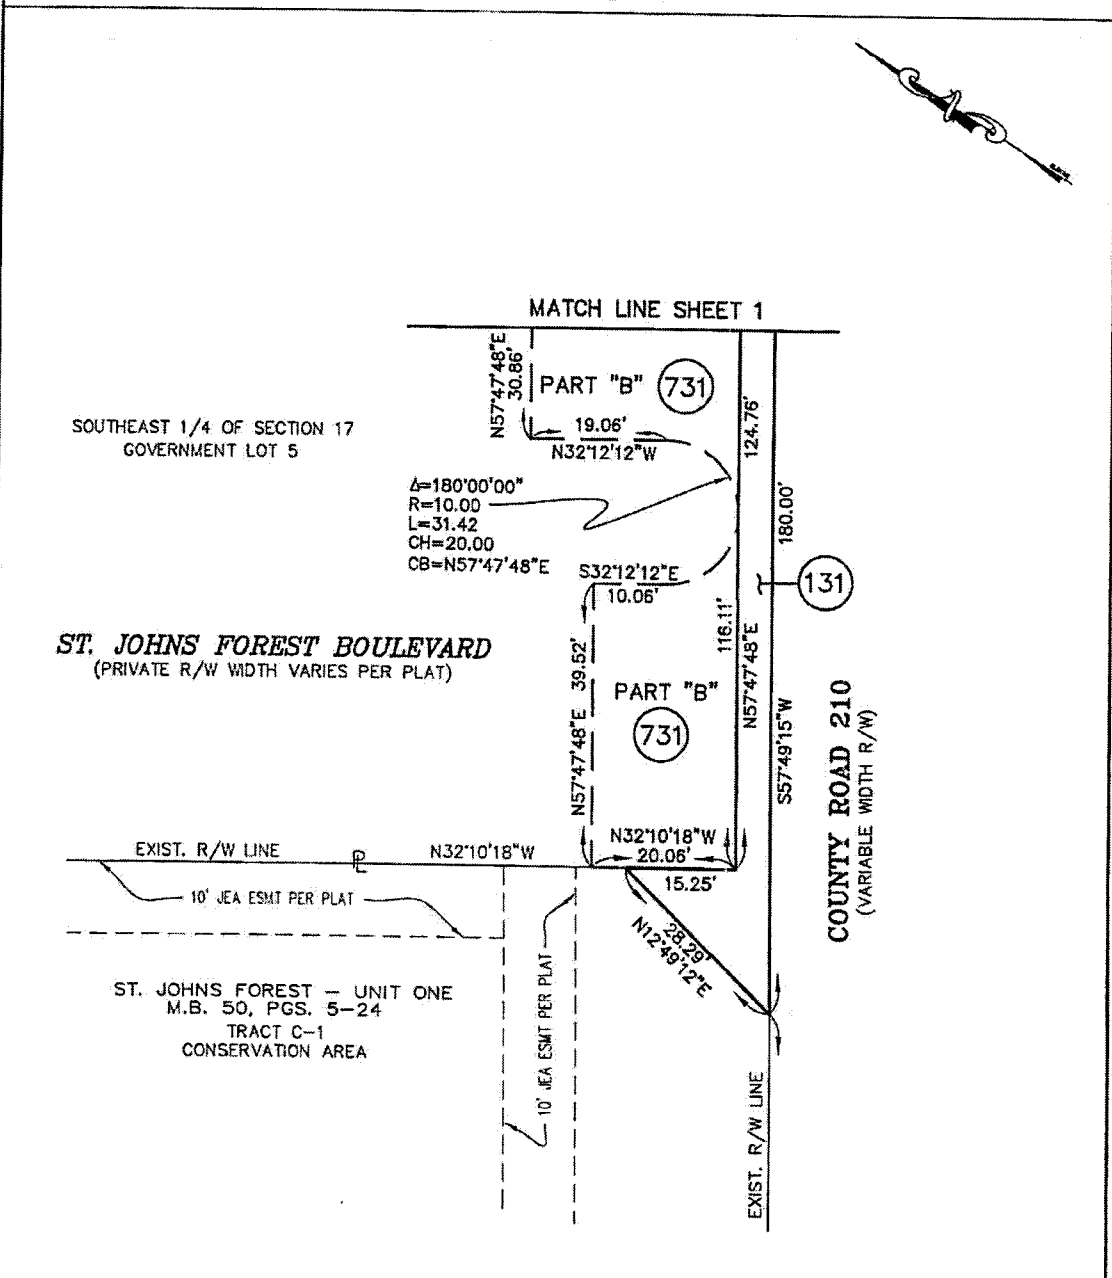 MATCH LINE SHEET 1
N57°47'48"E
30.86'
PART "B" 731
19.06'
N32°12'12"W
124.76'
180.00'
SOUTHEAST 1/4 OF SECTION 17
GOVERNMENT LOT 5
Δ=180°00'00"
R=10.00
L=31.42
CH=20.00
CB=N57°47'48"E
S32°12'12"E
10.06'
131
ST. JOHNS FOREST BOULEVARD
(PRIVATE R/W WIDTH VARIES PER PLAT)
N57°47'48"E 39.52'
116.11'
N57°47'48"E
S57°49'15"W
PART "B"
731
COUNTY ROAD 210
(VARIABLE WIDTH R/W)
EXIST. R/W LINE
PL
N32°10'18"W
N32°10'18"W
20.06'
15.25'
10' JEA ESMT PER PLAT
28.29'
N12°49'12"E
10' JEA ESMT PER PLAT
ST. JOHNS FOREST – UNIT ONE
M.B. 50, PGS. 5-24
TRACT C-1
CONSERVATION AREA
EXIST. R/W LINE